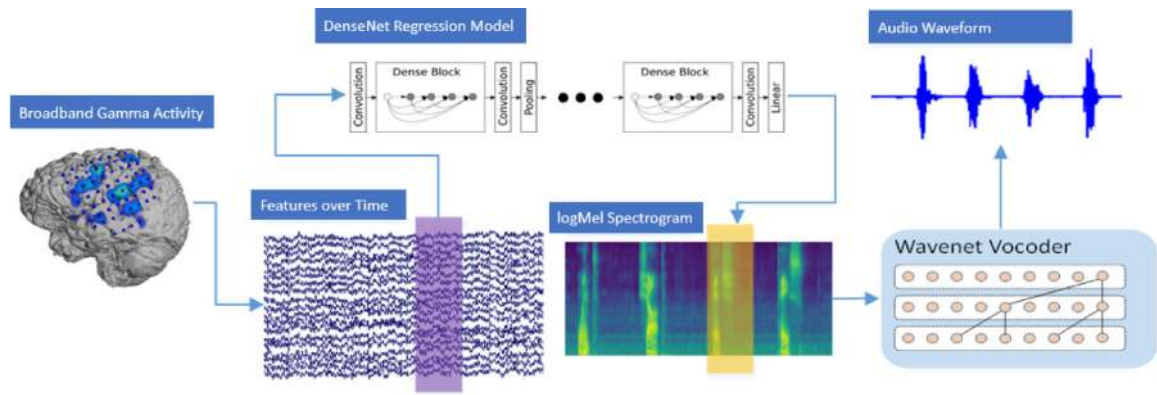 DenseNet Regression Model
Audio Waveform
Convolution
Dense Block
Convolution
Pooling
Dense Block
Convolution
Linear
Broadband Gamma Activity
Features over Time
logMel Spectrogram
Wavenet Vocoder